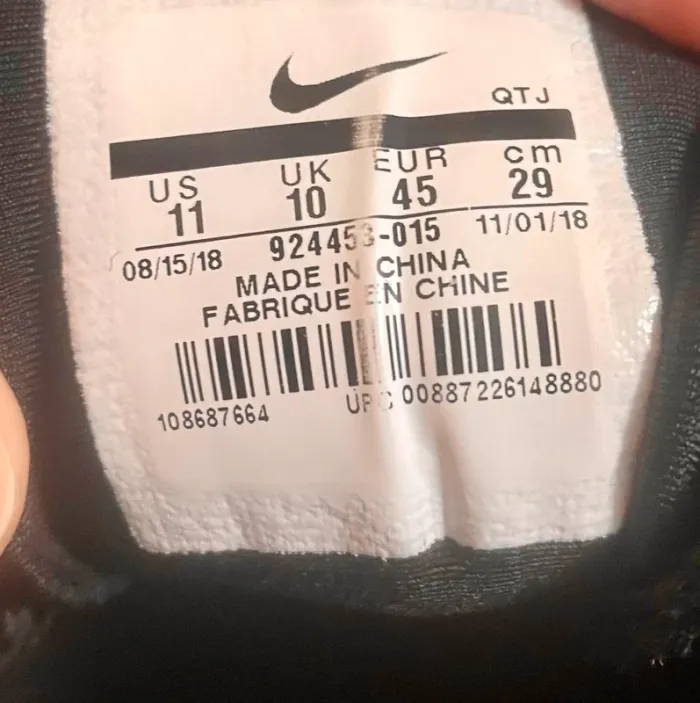 QTJ
US UK EUR cm
11 10 45 29
08/15/18 924453-015 11/01/18
MADE IN CHINA
FABRIQUE EN CHINE
108687664 UPC 00887226148880